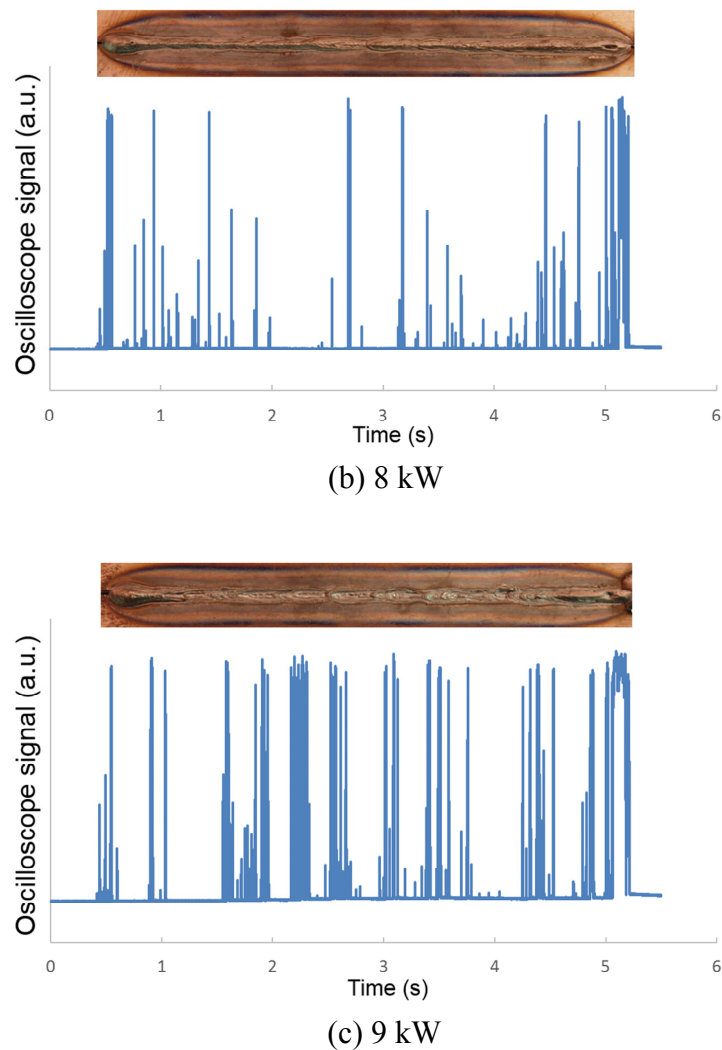 Oscilloscope signal (a.u.)
0 1 2 3 4 5 6
Time (s)
(b) 8 kW
Oscilloscope signal (a.u.)
0 1 2 3 4 5 6
Time (s)
(c) 9 kW